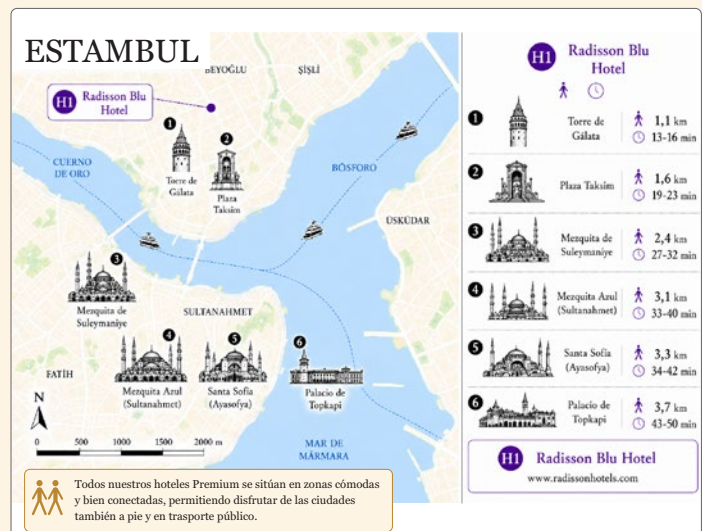 ESTAMBUL
BEYOĞLU
ŞİŞLİ
H1 Radisson Blu
Hotel
1
Torre de
Gálata
2
Plaza
Taksim
CUERNO
DE ORO
BÓSFORO
ÜSKÜDAR
3
Mezquita de
Suleymaniye
SULTANAHMET
4
Mezquita Azul
(Sultanahmet)
5
Santa Sofía
(Ayasofya)
6
Palacio de
Topkapi
FATİH
N
0 500 1000 1500 2000 m
MAR DE
MÁRMARA
Todos nuestros hoteles Premium se sitúan en zonas cómodas
y bien conectadas, permitiendo disfrutar de las ciudades
también a pie y en trasporte público.
H1 Radisson Blu
Hotel
1 Torre de
Gálata
1,1 km
13-16 min
2 Plaza Taksim
1,6 km
19-23 min
3 Mezquita de
Suleymaniye
2,4 km
27-32 min
4 Mezquita Azul
(Sultanahmet)
3,1 km
33-40 min
5 Santa Sofía
(Ayasofya)
3,3 km
34-42 min
6 Palacio de
Topkapi
3,7 km
43-50 min
H1 Radisson Blu Hotel
www.radissonhotels.com